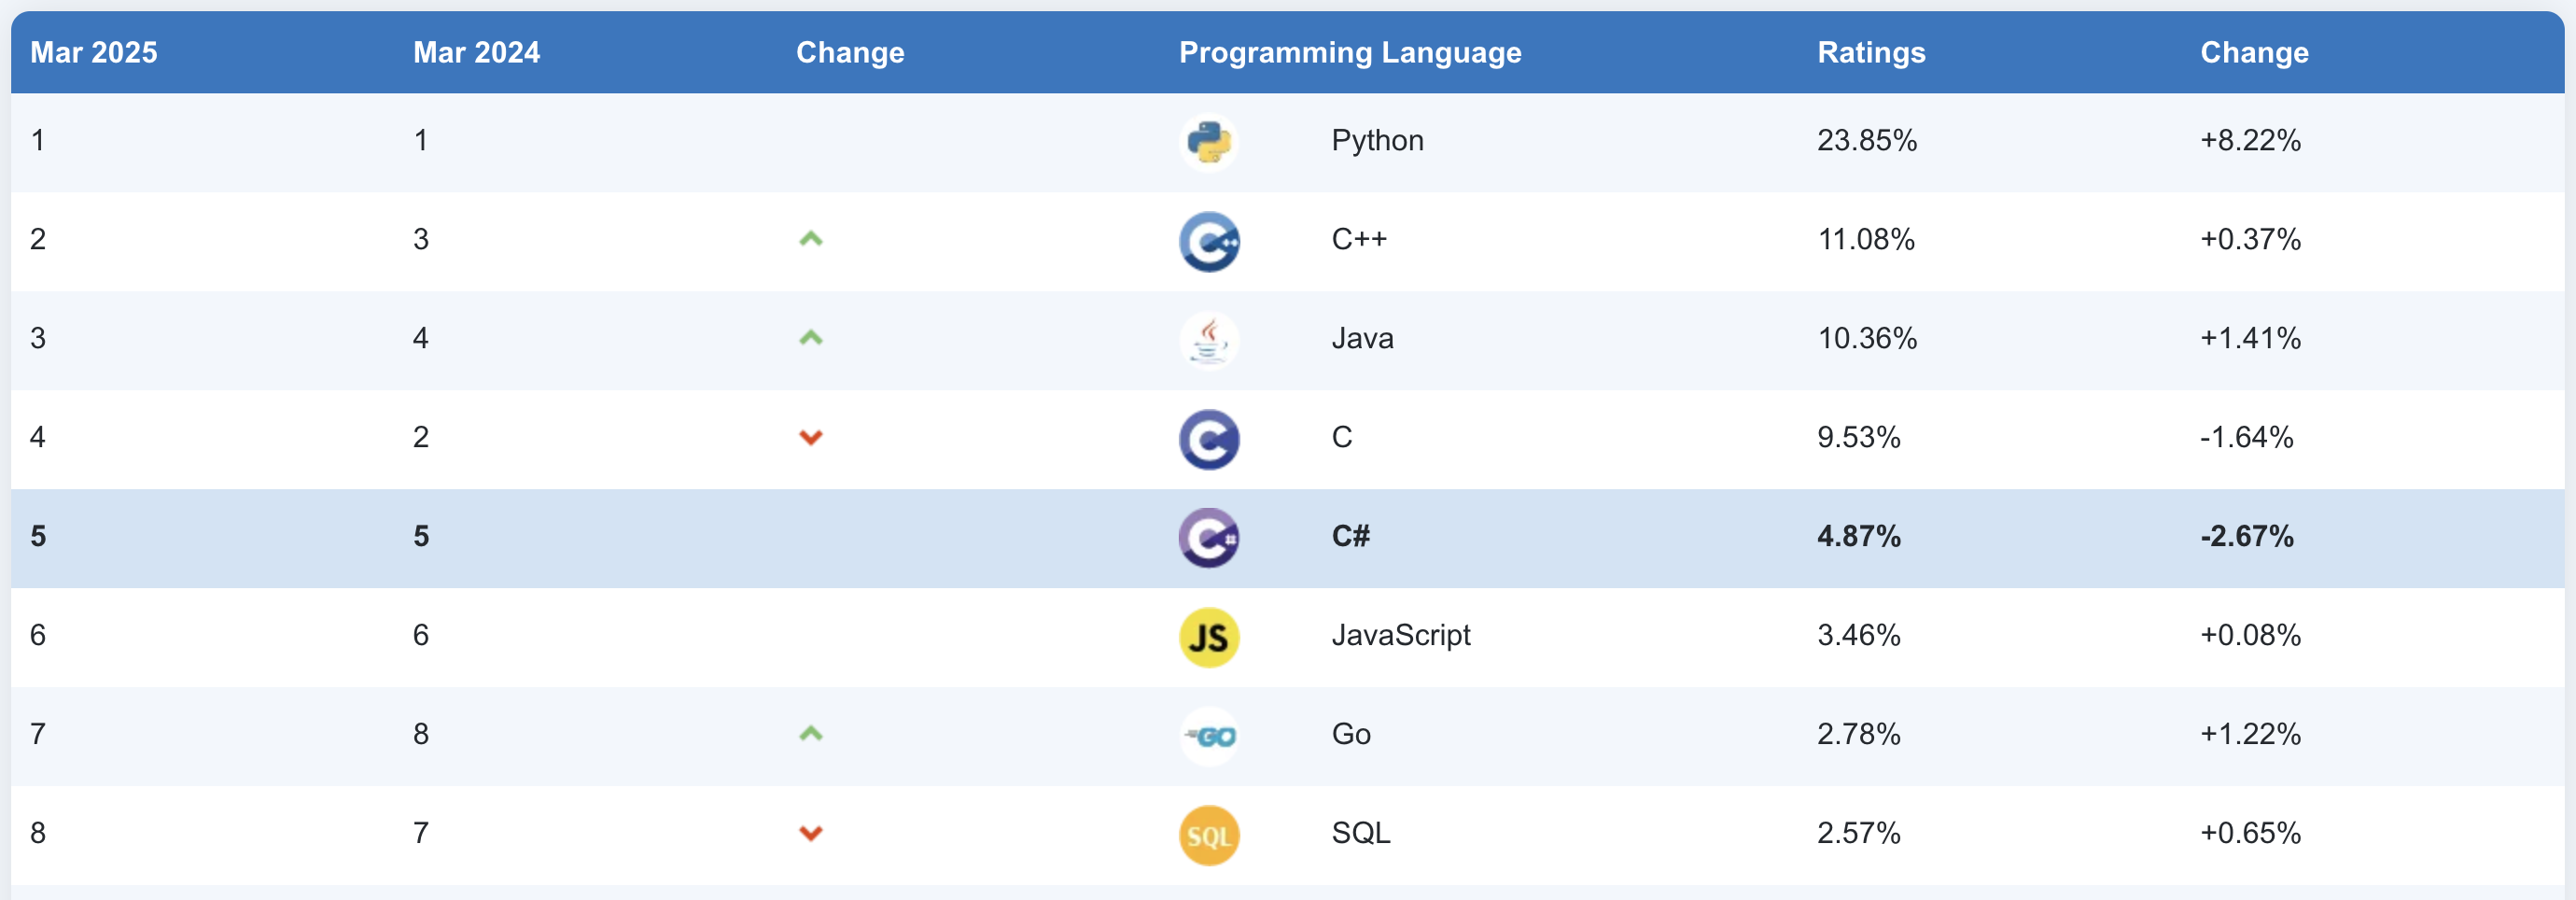 Mar 2025 Mar 2024 Change Programming Language Ratings Change
1 1 Python 23.85% +8.22%
2 3 C++ 11.08% +0.37%
3 4 Java 10.36% +1.41%
4 2 C 9.53% -1.64%
5 5 C# 4.87% -2.67%
6 6 JS JavaScript 3.46% +0.08%
7 8 GO Go 2.78% +1.22%
8 7 SQL SQL 2.57% +0.65%